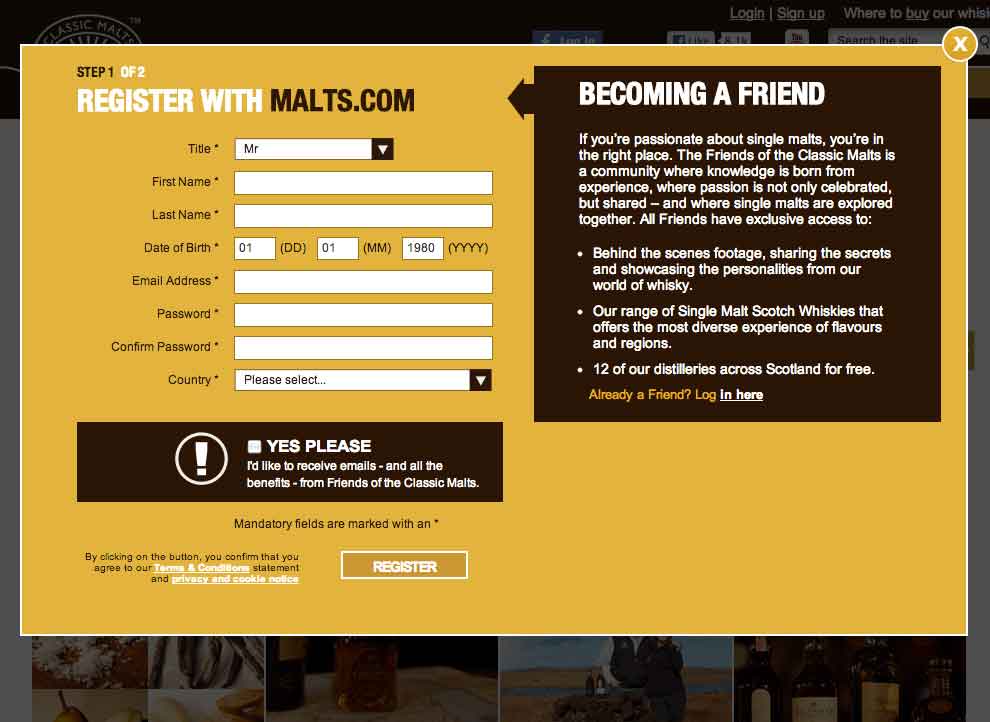 CLASSIC MALTS ™
Login | Sign up Where to buy our whisk
Log In
Like 8.1k
You
Search the site
X
STEP 1 OF 2
REGISTER WITH MALTS.COM
Title * Mr
First Name *
Last Name *
Date of Birth * 01 (DD) 01 (MM) 1980 (YYYY)
Email Address *
Password *
Confirm Password *
Country * Please select...
! YES PLEASE
I'd like to receive emails - and all the
benefits - from Friends of the Classic Malts.
Mandatory fields are marked with an *
By clicking on the button, you confirm that you
agree to our Terms & Conditions statement
and privacy and cookie notice
REGISTER
BECOMING A FRIEND
If you're passionate about single malts, you're in
the right place. The Friends of the Classic Malts is
a community where knowledge is born from
experience, where passion is not only celebrated,
but shared – and where single malts are explored
together. All Friends have exclusive access to:
• Behind the scenes footage, sharing the secrets
and showcasing the personalities from our
world of whisky.
• Our range of Single Malt Scotch Whiskies that
offers the most diverse experience of flavours
and regions.
• 12 of our distilleries across Scotland for free.
Already a Friend? Log in here